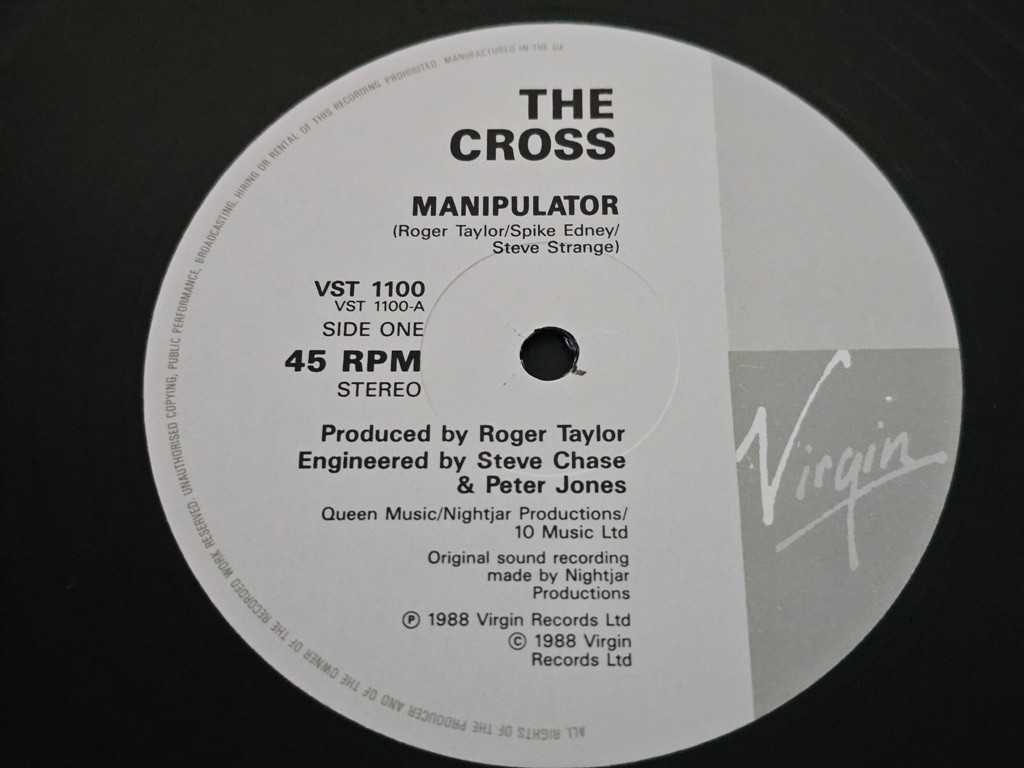 THE
CROSS
MANIPULATOR
(Roger Taylor/Spike Edney/
Steve Strange)
VST 1100
VST 1100-A
SIDE ONE
45 RPM
STEREO
Produced by Roger Taylor
Engineered by Steve Chase
& Peter Jones
Queen Music/Nightjar Productions/
10 Music Ltd
Original sound recording
made by Nightjar
Productions
Ⓟ 1988 Virgin Records Ltd
© 1988 Virgin
Records Ltd
Virgin
ALL RIGHTS OF THE PRODUCER AND OF THE OWNER OF THE RECORDED WORK RESERVED. UNAUTHORISED COPYING, PUBLIC PERFORMANCE, BROADCASTING, HIRING OR RENTAL OF THIS RECORDING PROHIBITED. MANUFACTURED IN THE UK